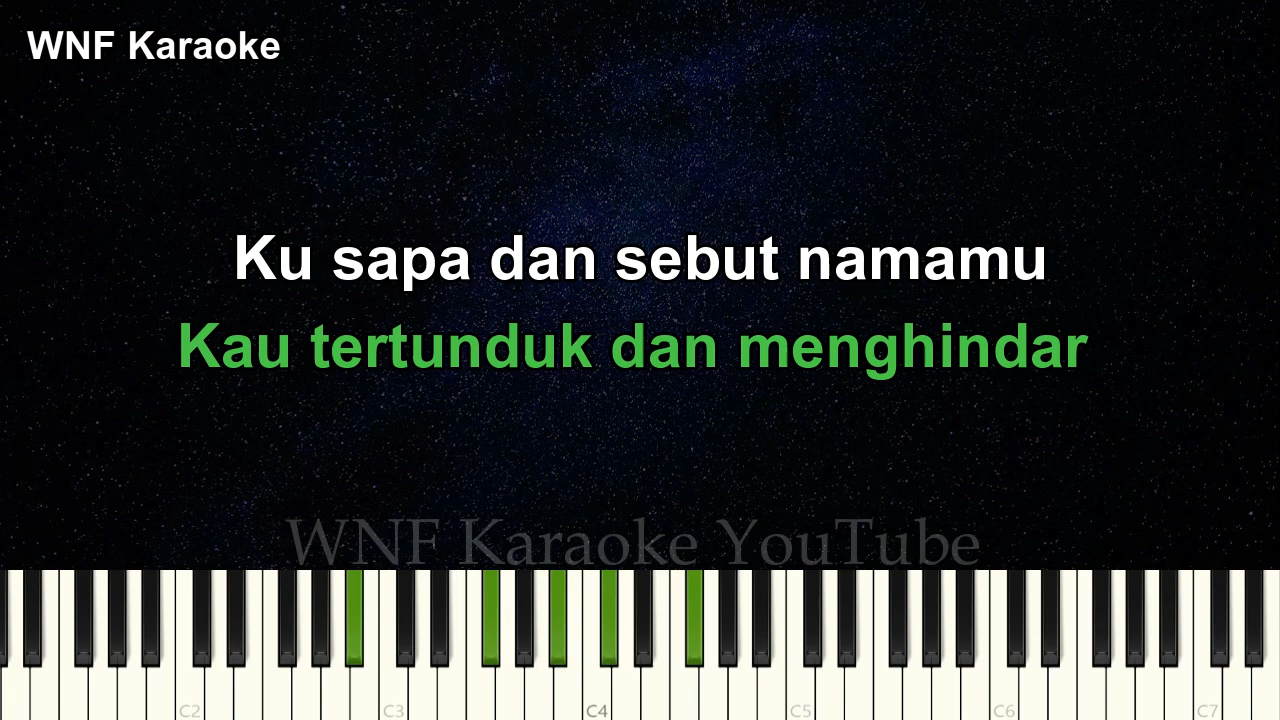 WNF Karaoke
Ku sapa dan sebut namamu
Kau tertunduk dan menghindar
WNF Karaoke YouTube
C2 C3 C4 C5 C6 C7